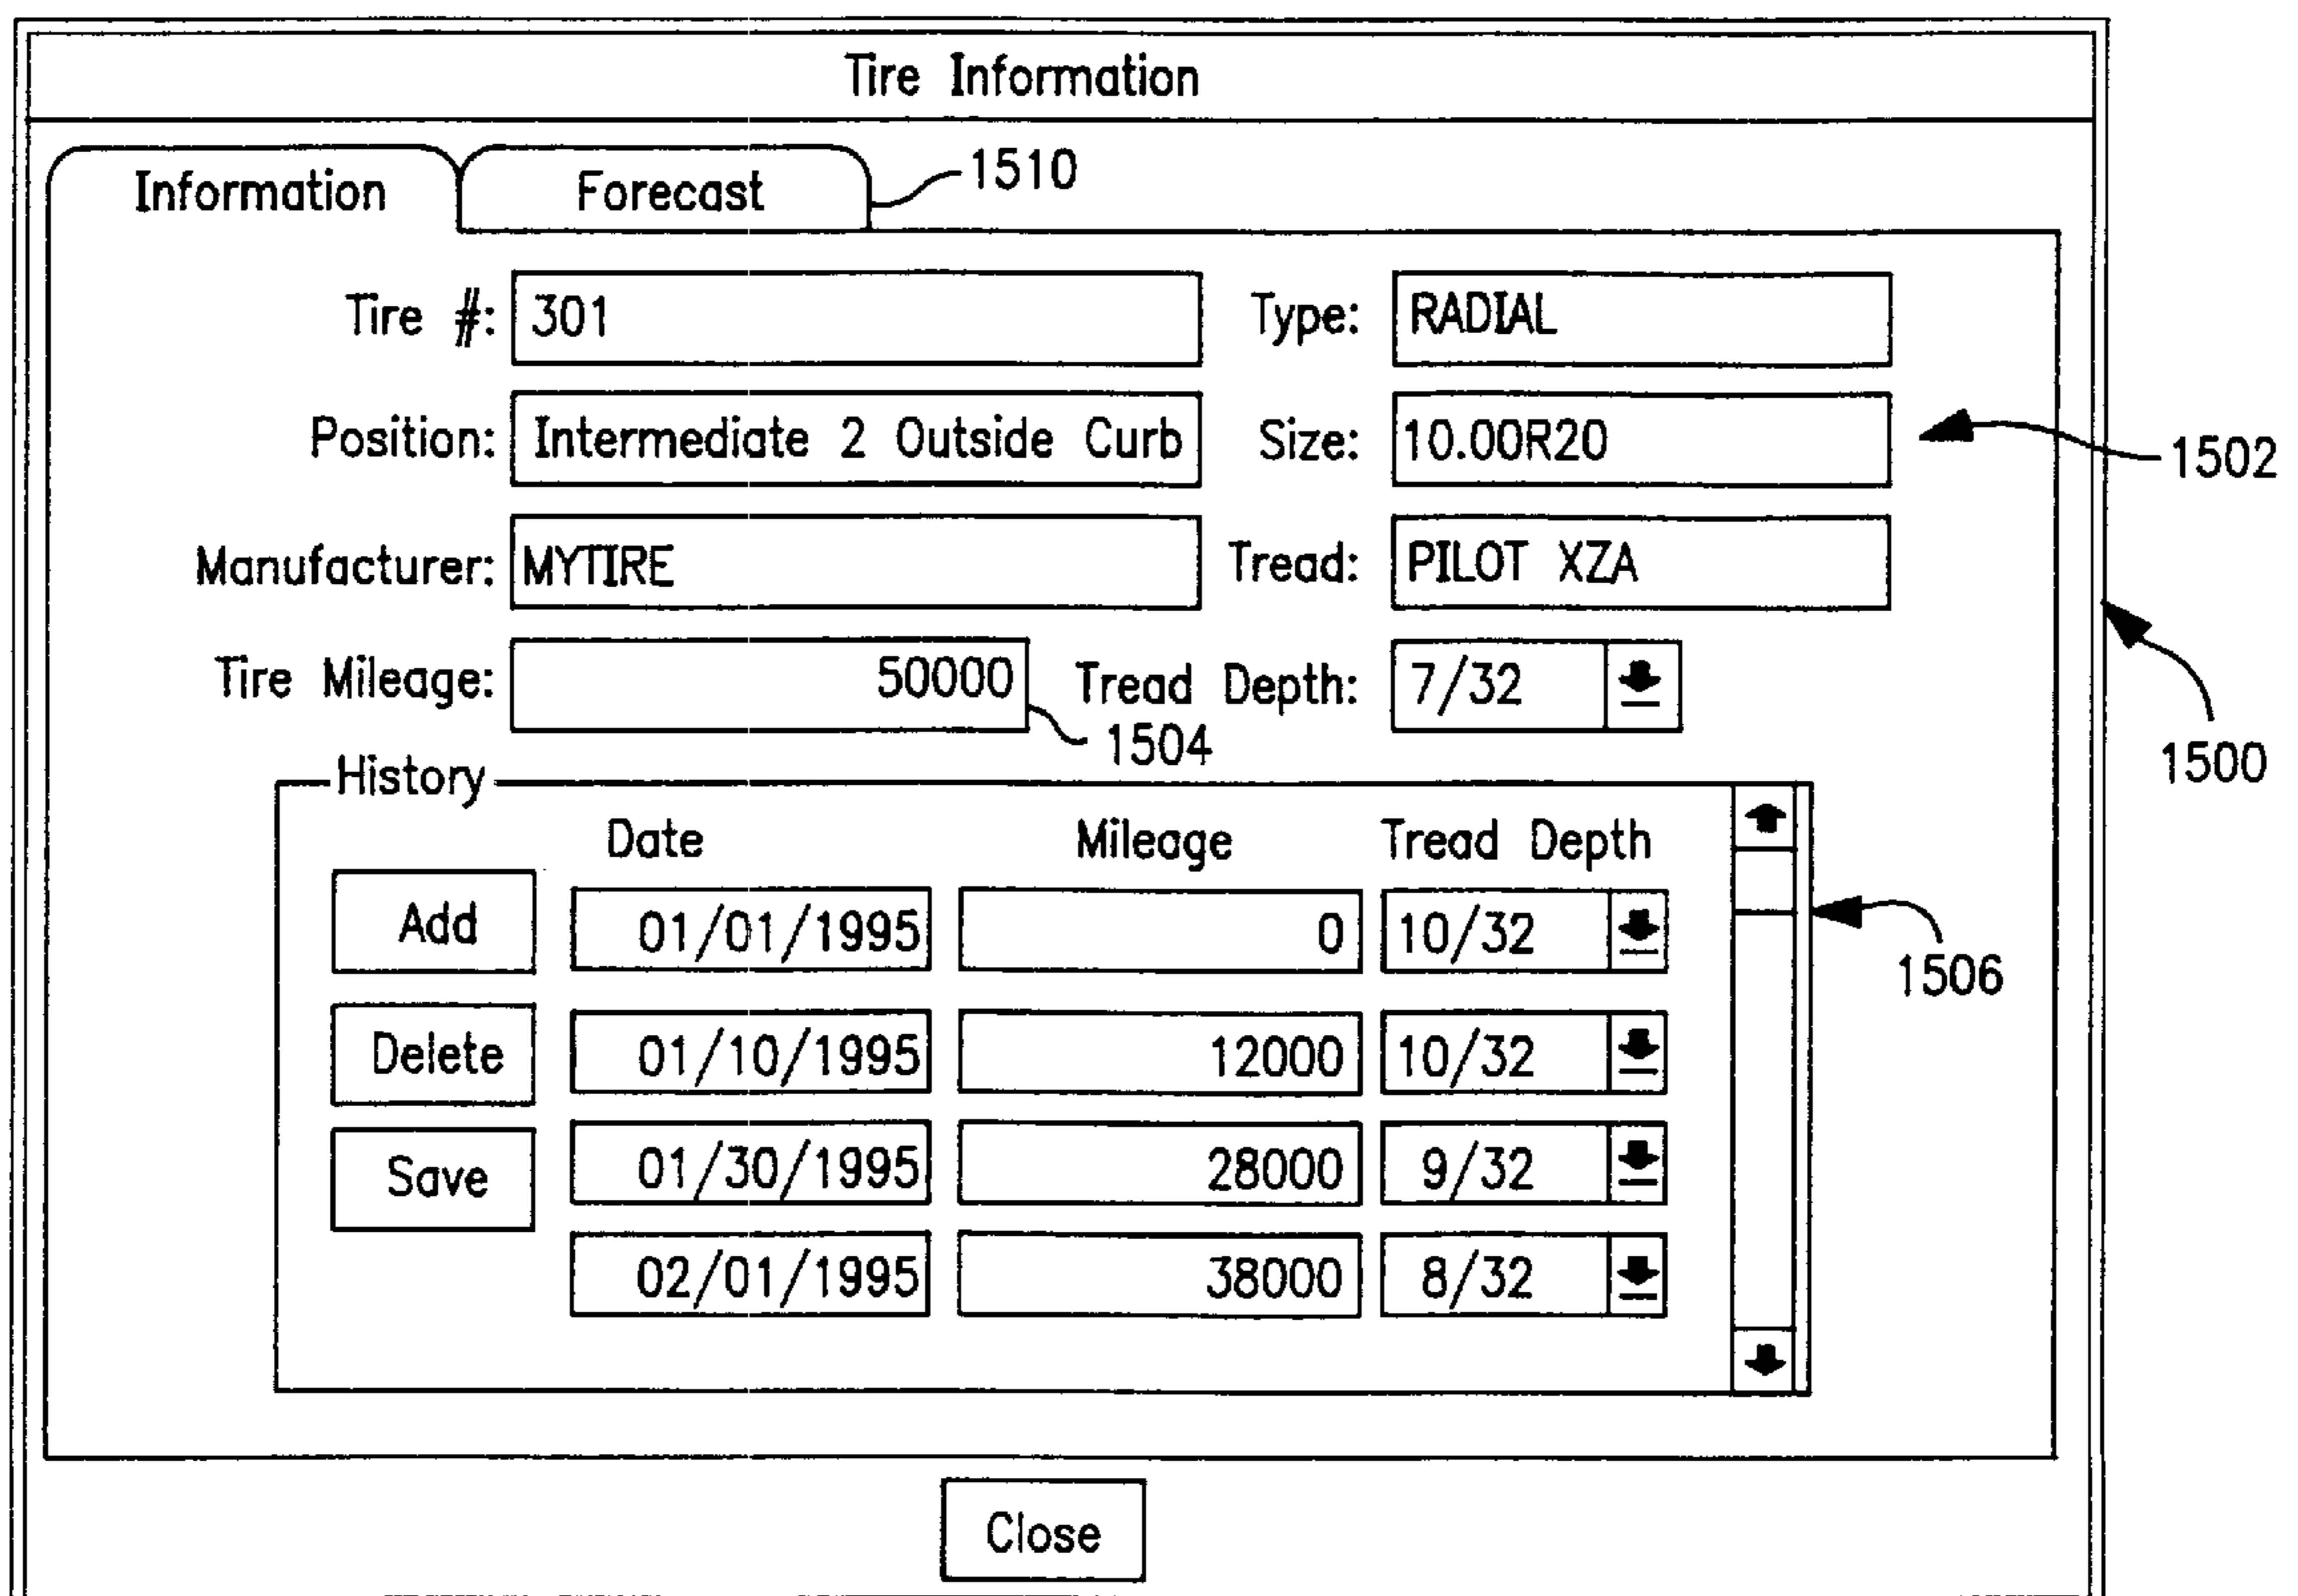 Tire Information
Information Forecast 1510
Tire #: 301 Type: RADIAL
Position: Intermediate 2 Outside Curb Size: 10.00R20 1502
Manufacturer: MYTIRE Tread: PILOT XZA
Tire Mileage: 50000 Tread Depth: 7/32
1504 1500
History
Date Mileage Tread Depth
Add 01/01/1995 0 10/32
1506
Delete 01/10/1995 12000 10/32
Save 01/30/1995 28000 9/32
02/01/1995 38000 8/32
Close